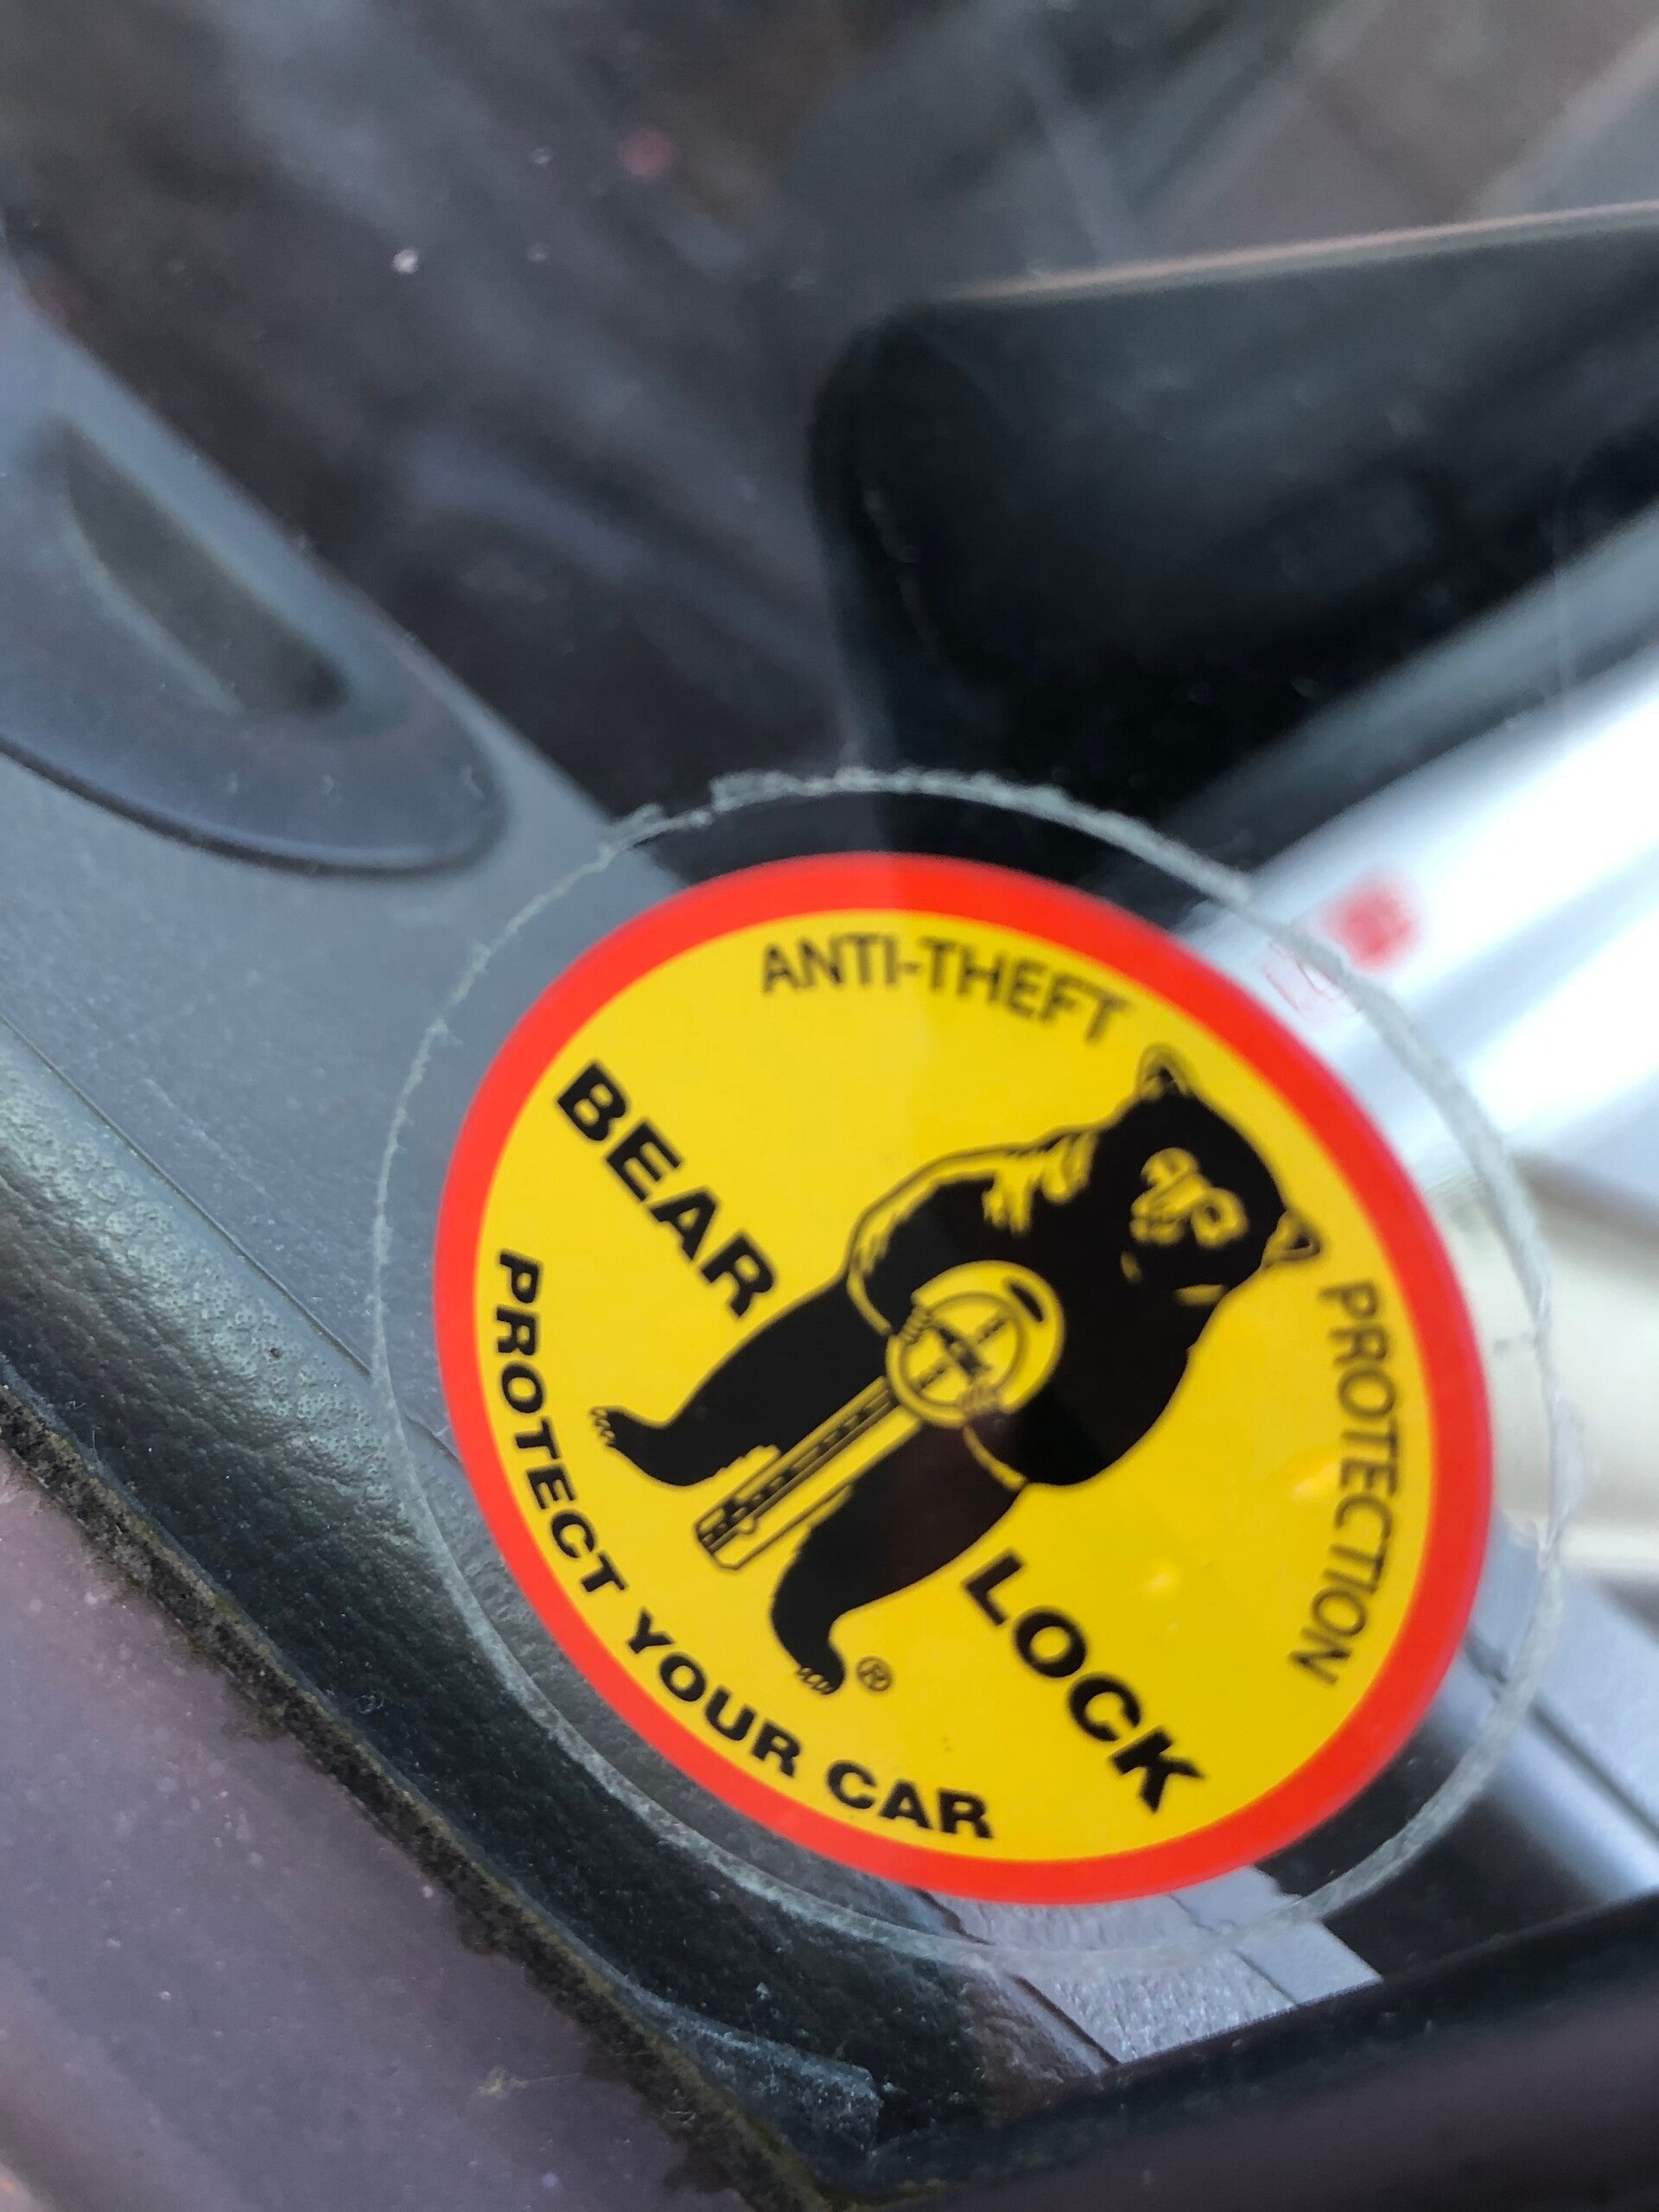 ANTI-THEFT PROTECTION
BEAR LOCK
®
PROTECT YOUR CAR